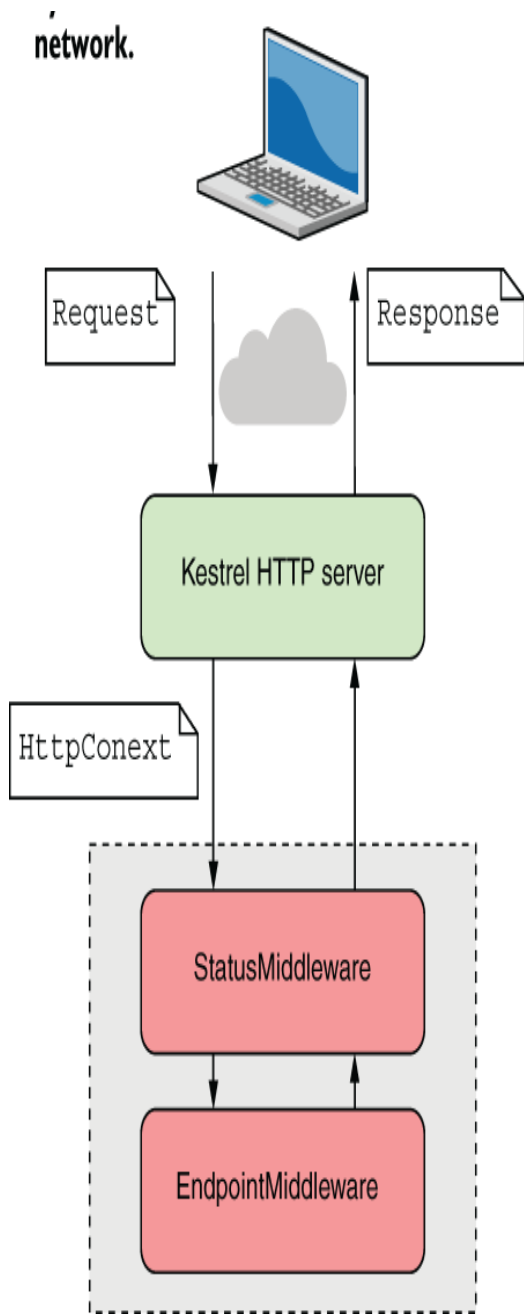 network.
Request
Response
Kestrel HTTP server
HttpConext
StatusMiddleware
EndpointMiddleware